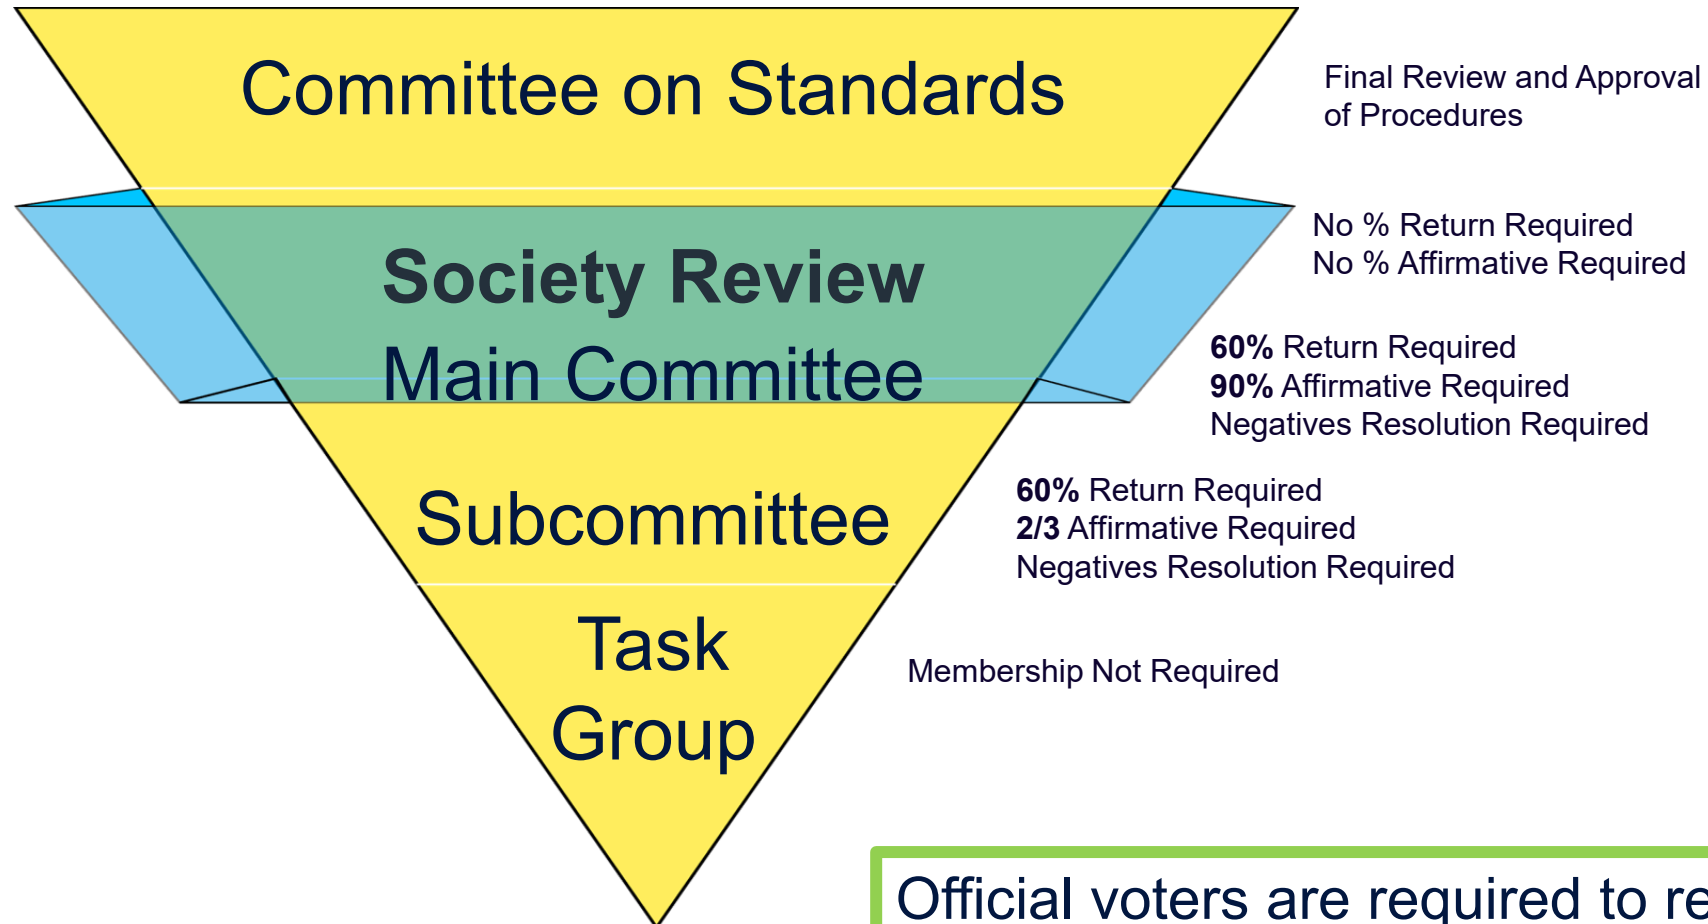 Committee on Standards
Final Review and Approval
of Procedures
Society Review
No % Return Required
No % Affirmative Required
Main Committee
60% Return Required
90% Affirmative Required
Negatives Resolution Required
Subcommittee
60% Return Required
2/3 Affirmative Required
Negatives Resolution Required
Task
Group
Membership Not Required
Official voters are required to re